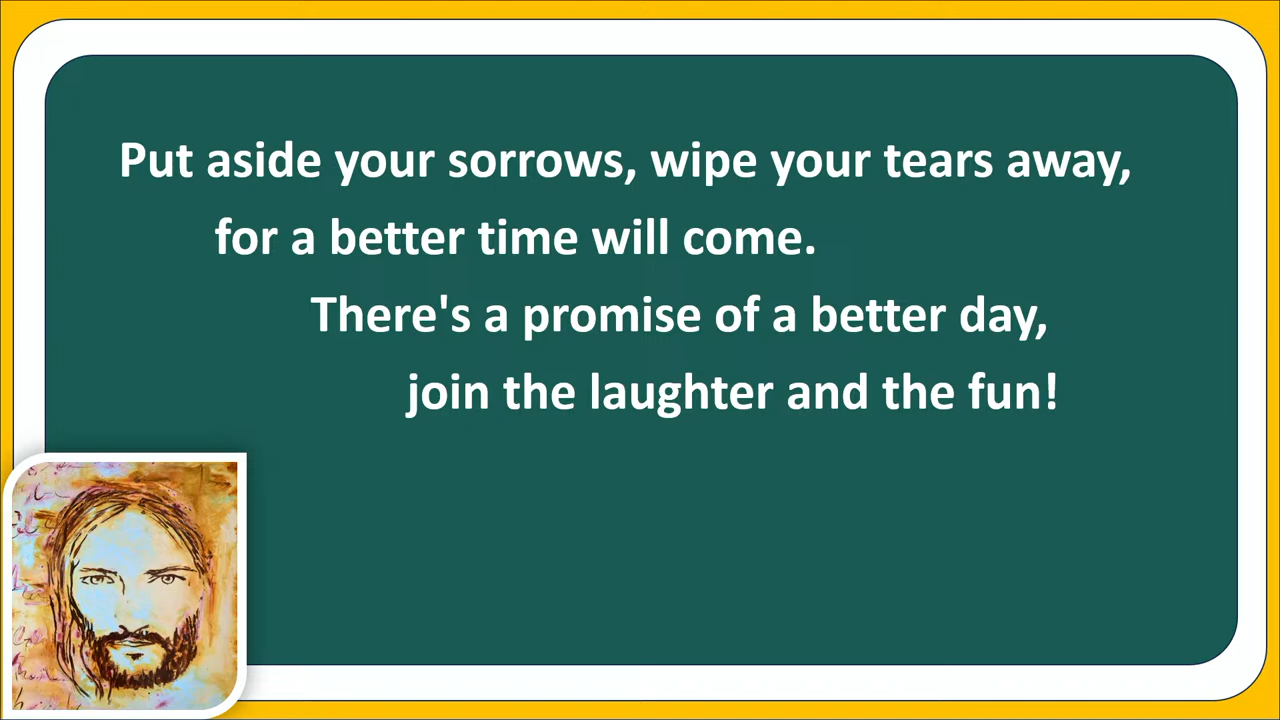 Put aside your sorrows, wipe your tears away,
for a better time will come.
There's a promise of a better day,
join the laughter and the fun!